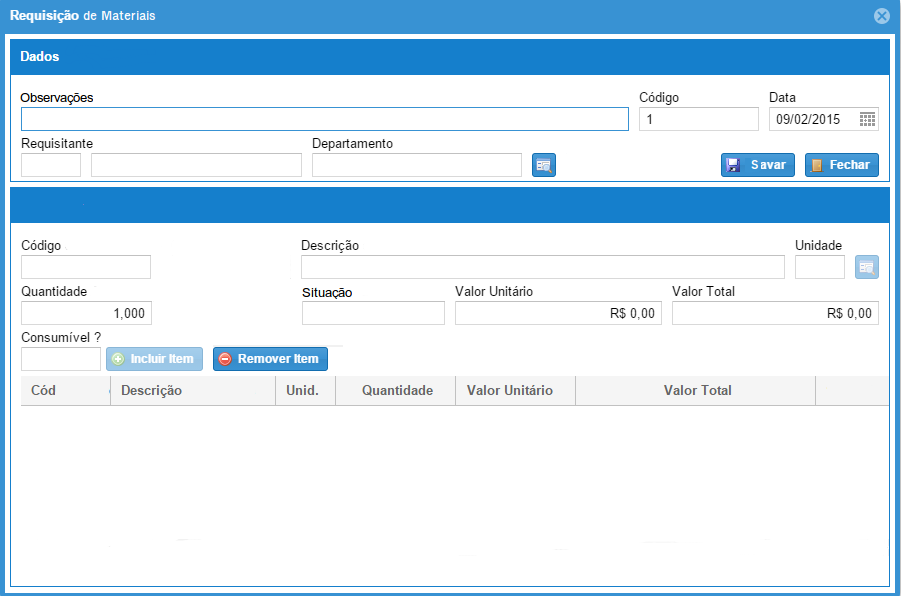 Requisição de Materiais
Dados
Observações Código Data
1 09/02/2015
Requisitante Departamento
Savar Fechar
Código Descrição Unidade
Quantidade Situação Valor Unitário Valor Total
1,000 R$ 0,00 R$ 0,00
Consumível ?
Incluir Item Remover Item
Cód Descrição Unid. Quantidade Valor Unitário Valor Total